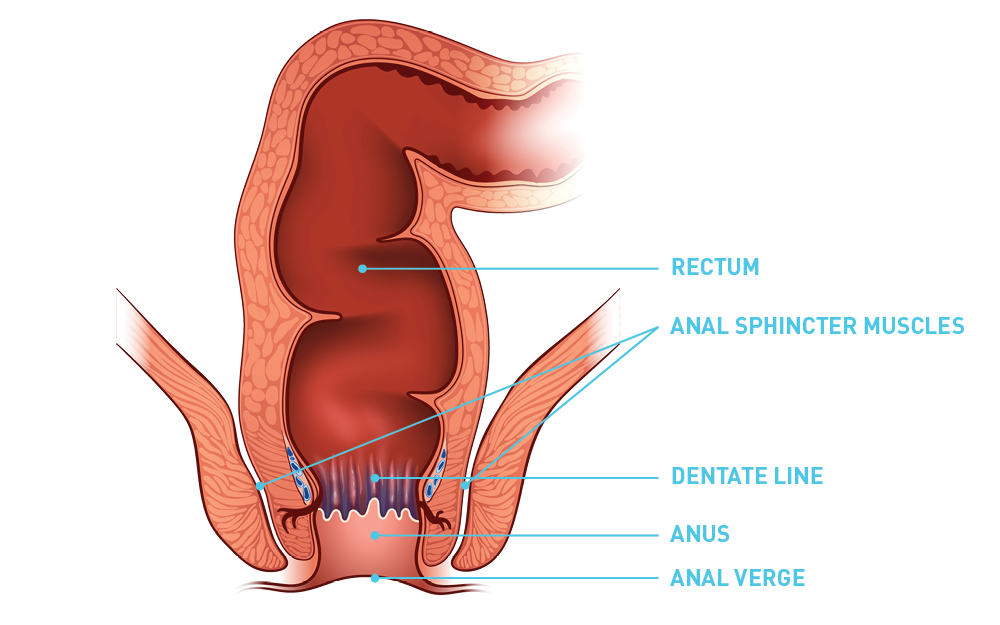 RECTUM
ANAL SPHINCTER MUSCLES
DENTATE LINE
ANUS
ANAL VERGE